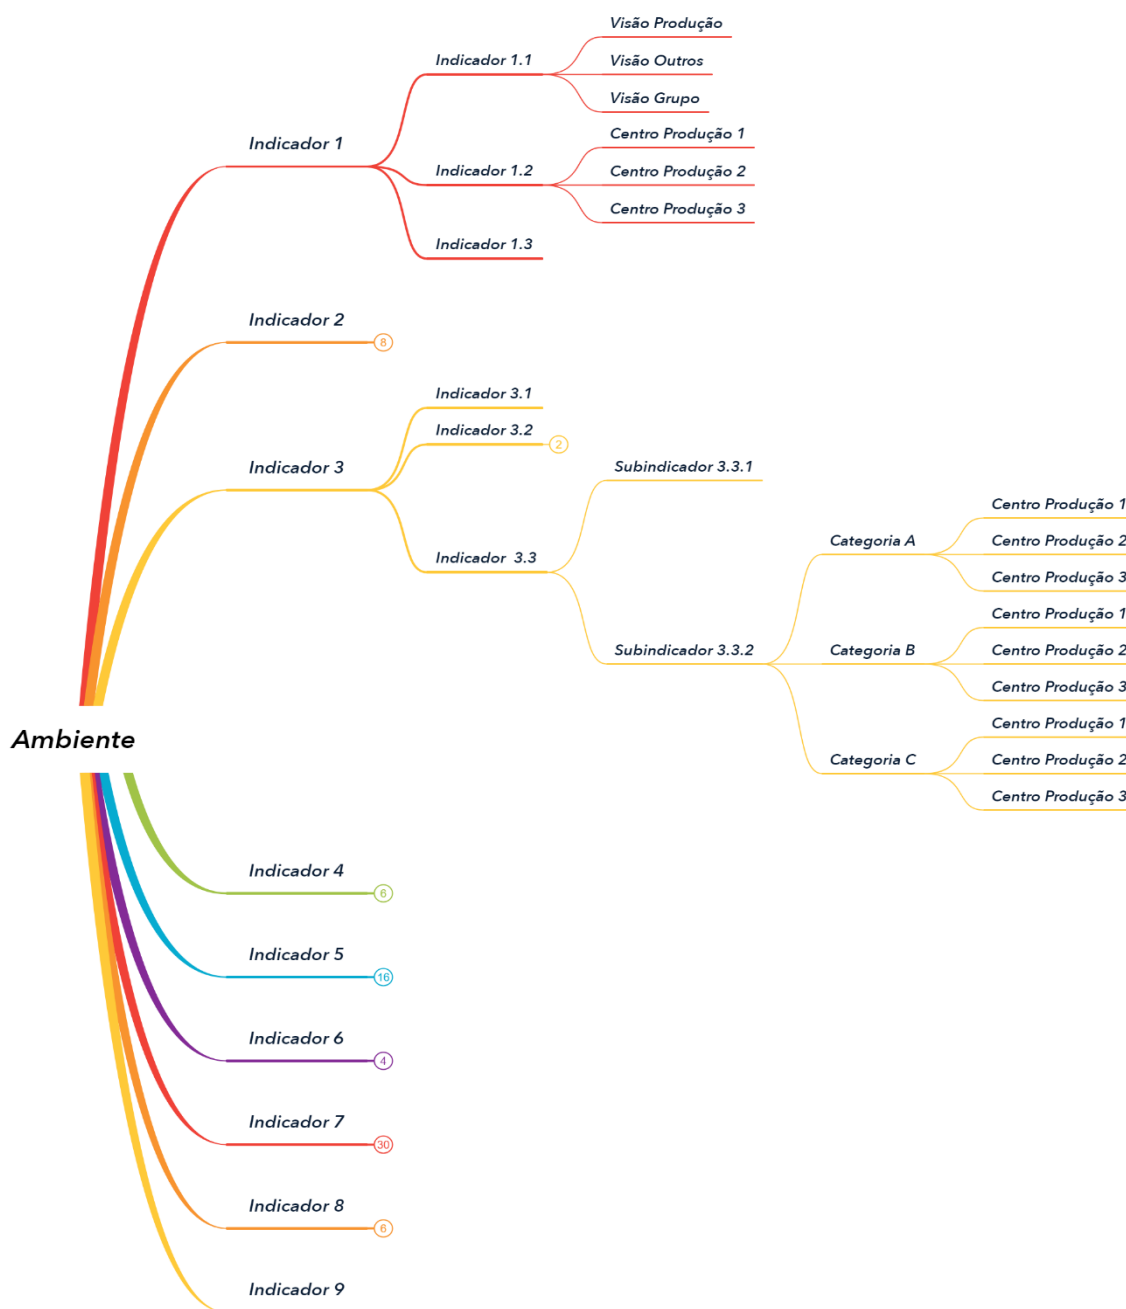 Ambiente
Indicador 1
Indicador 1.1
Visão Produção
Visão Outros
Visão Grupo
Indicador 1.2
Centro Produção 1
Centro Produção 2
Centro Produção 3
Indicador 1.3
Indicador 2
8
Indicador 3
Indicador 3.1
Indicador 3.2
2
Indicador 3.3
Subindicador 3.3.1
Subindicador 3.3.2
Categoria A
Centro Produção 1
Centro Produção 2
Centro Produção 3
Categoria B
Centro Produção 1
Centro Produção 2
Centro Produção 3
Categoria C
Centro Produção 1
Centro Produção 2
Centro Produção 3
Indicador 4
6
Indicador 5
16
Indicador 6
4
Indicador 7
30
Indicador 8
6
Indicador 9